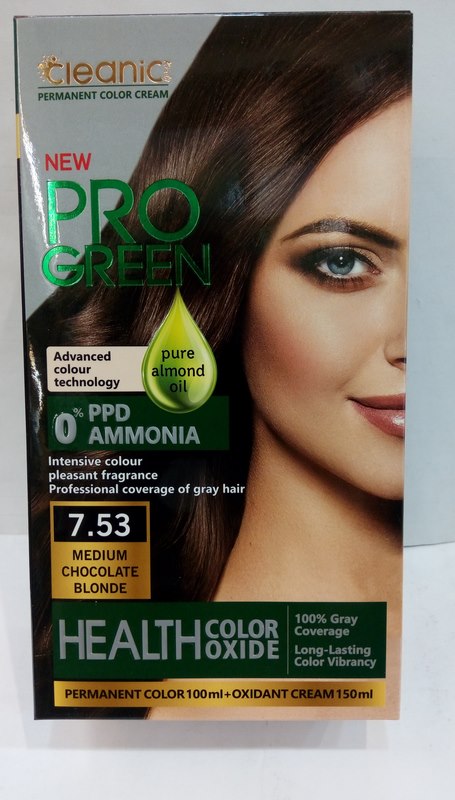 cleanic
PERMANENT COLOR CREAM
NEW
PRO
GREEN
Advanced
colour
technology
pure
almond
oil
0% PPD
AMMONIA
Intensive colour
pleasant fragrance
Professional coverage of gray hair
7.53
MEDIUM
CHOCOLATE
BLONDE
HEALTH COLOR
OXIDE
100% Gray
Coverage
Long-Lasting
Color Vibrancy
PERMANENT COLOR 100ml+OXIDANT CREAM 150ml